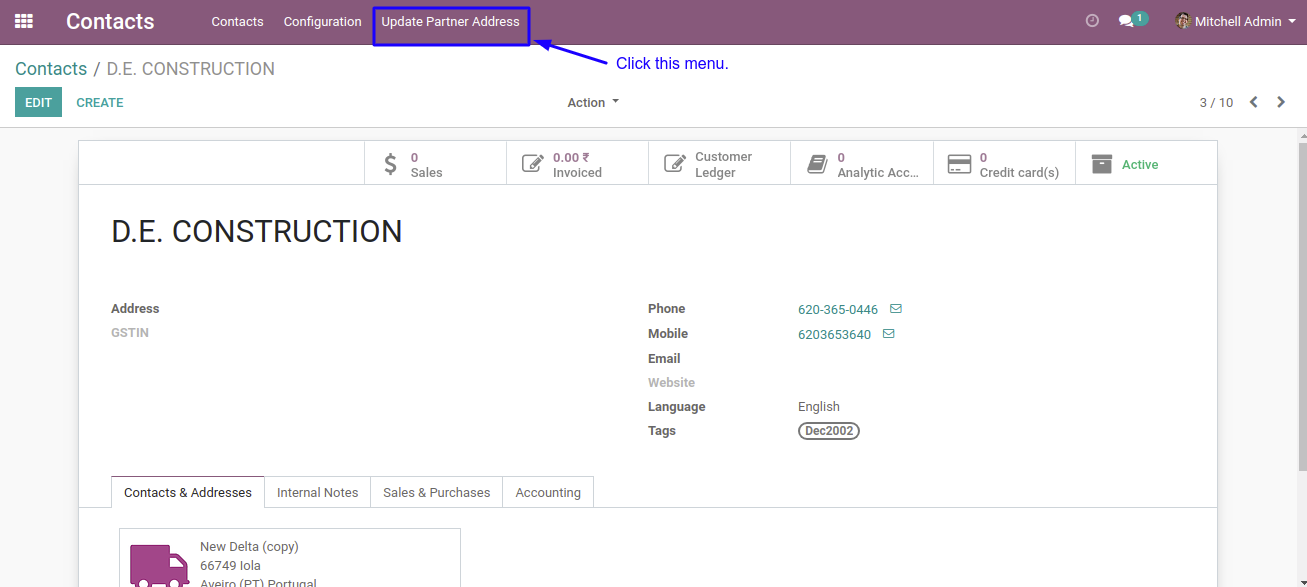 Contacts Contacts Configuration Update Partner Address 1 Mitchell Admin
Click this menu.
Contacts / D.E. CONSTRUCTION
EDIT CREATE Action 3 / 10
0
Sales
0.00 ₹
Invoiced
Customer
Ledger
0
Analytic Acc...
0
Credit card(s)
Active
D.E. CONSTRUCTION
Address
GSTIN
Phone 620-365-0446
Mobile 6203653640
Email
Website
Language English
Tags Dec2002
Contacts & Addresses Internal Notes Sales & Purchases Accounting
New Delta (copy)
66749 Iola
Aveiro (PT) Portugal